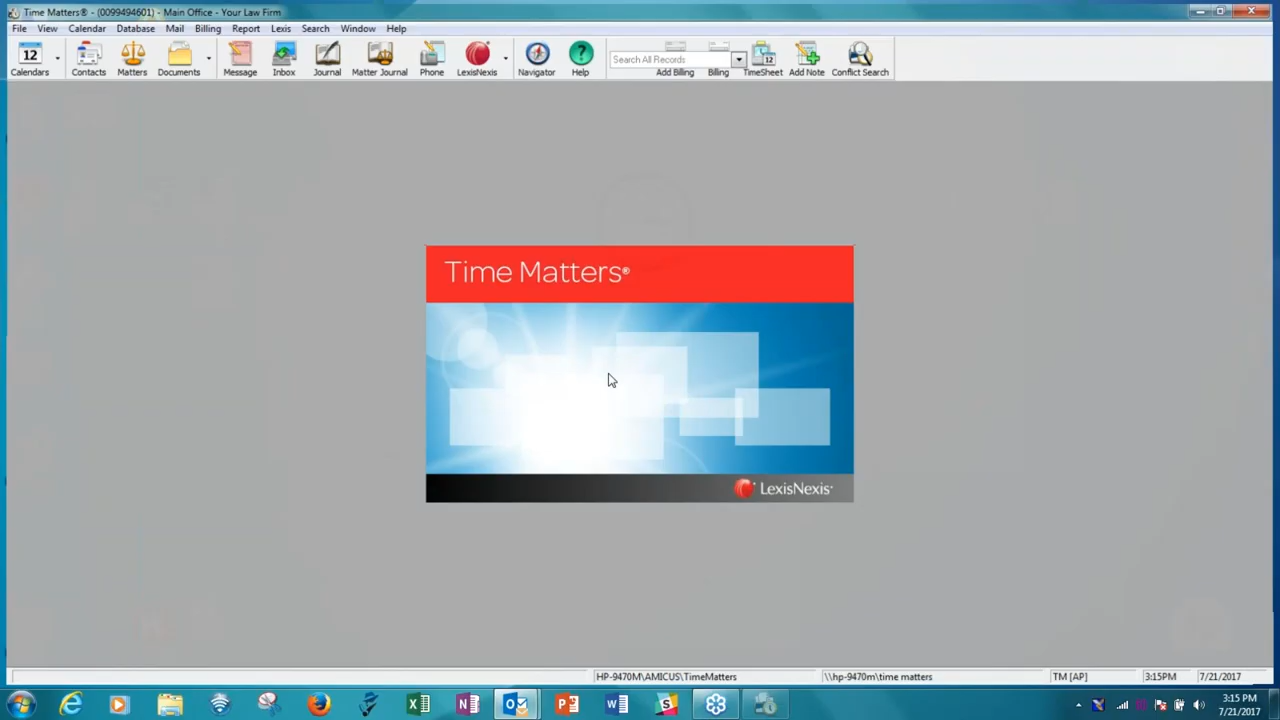 Time Matters® - (0099494601) - Main Office - Your Law Firm
File View Calendar Database Mail Billing Report Lexis Search Window Help
12
Search All Records
12
Calendars Contacts Matters Documents Message Inbox Journal Matter Journal Phone LexisNexis Navigator Help Add Billing Billing TimeSheet Add Note Conflict Search
Time Matters®
LexisNexis®
HP-9470M\AMICUS\TimeMatters \\hp-9470m\time matters TM [AP] 3:15PM 7/21/2017
3:15 PM
7/21/2017